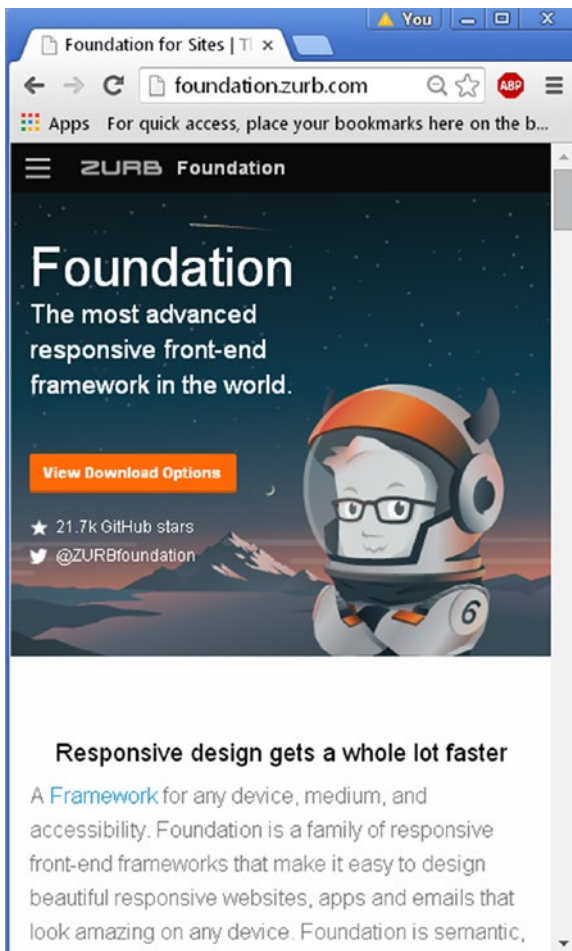 You
Foundation for Sites | Tl
foundation.zurb.com
ABP
Apps For quick access, place your bookmarks here on the b...
ZURB Foundation
Foundation
The most advanced
responsive front-end
framework in the world.
View Download Options
21.7k GitHub stars
@ZURBfoundation
6
Responsive design gets a whole lot faster
A Framework for any device, medium, and
accessibility. Foundation is a family of responsive
front-end frameworks that make it easy to design
beautiful responsive websites, apps and emails that
look amazing on any device. Foundation is semantic,